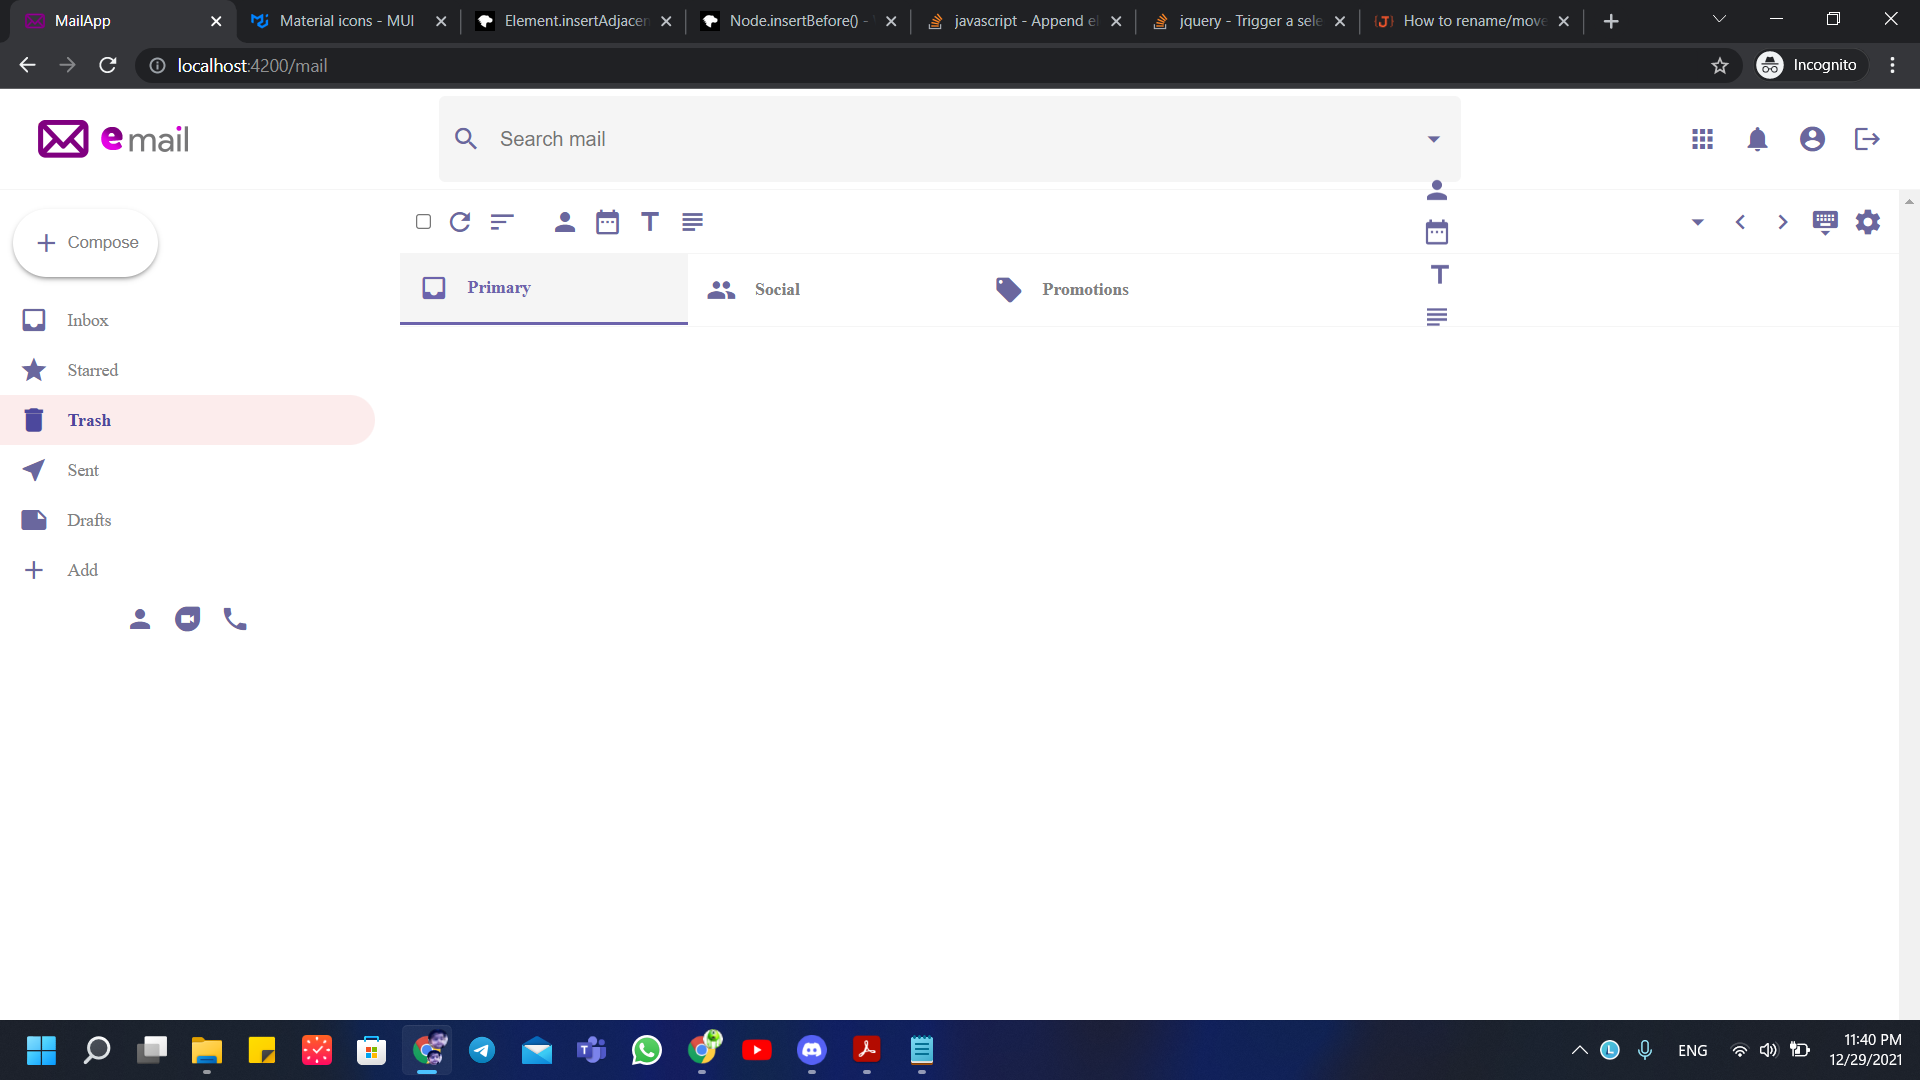 MailApp
Material icons - MUI
Element.insertAdjacen
Node.insertBefore() -
javascript - Append el
jquery - Trigger a sele
How to rename/move
localhost:4200/mail
Incognito
email
Search mail
Compose
Primary
Social
Promotions
Inbox
Starred
Trash
Sent
Drafts
Add
ENG
11:40 PM
12/29/2021